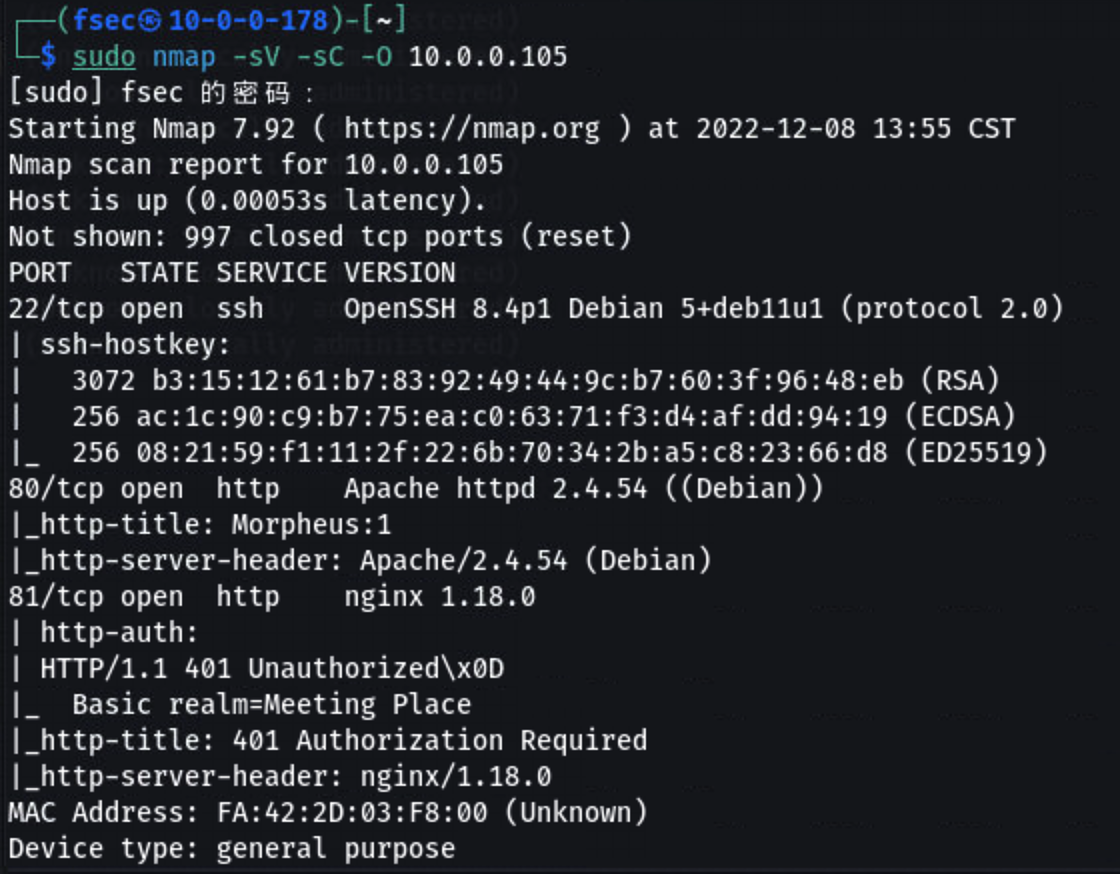 ┌──(fsec㉿10-0-0-178)-[~]
└─$ sudo nmap -sV -sC -O 10.0.0.105
[sudo] fsec 的密码：
Starting Nmap 7.92 ( https://nmap.org ) at 2022-12-08 13:55 CST
Nmap scan report for 10.0.0.105
Host is up (0.00053s latency).
Not shown: 997 closed tcp ports (reset)
PORT   STATE SERVICE VERSION
22/tcp open  ssh     OpenSSH 8.4p1 Debian 5+deb11u1 (protocol 2.0)
| ssh-hostkey:
|   3072 b3:15:12:61:b7:83:92:49:44:9c:b7:60:3f:96:48:eb (RSA)
|   256 ac:1c:90:c9:b7:75:ea:c0:63:71:f3:d4:af:dd:94:19 (ECDSA)
|_  256 08:21:59:f1:11:2f:22:6b:70:34:2b:a5:c8:23:66:d8 (ED25519)
80/tcp open  http    Apache httpd 2.4.54 ((Debian))
|_http-title: Morpheus:1
|_http-server-header: Apache/2.4.54 (Debian)
81/tcp open  http    nginx 1.18.0
| http-auth:
| HTTP/1.1 401 Unauthorized\x0D
|_  Basic realm=Meeting Place
|_http-title: 401 Authorization Required
|_http-server-header: nginx/1.18.0
MAC Address: FA:42:2D:03:F8:00 (Unknown)
Device type: general purpose